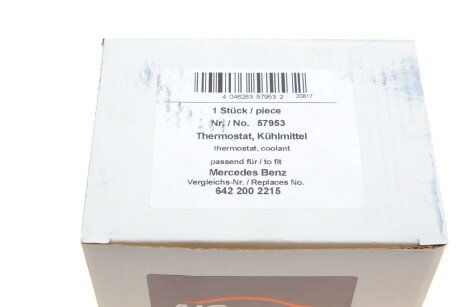 4 046283 57953 2 20617
1 Stück / piece
Nr. / No. 57953
Thermostat, Kühlmittel
thermostat, coolant
passend für / to fit
Mercedes Benz
Vergleichs-Nr. / Replaces No.
642 200 2215